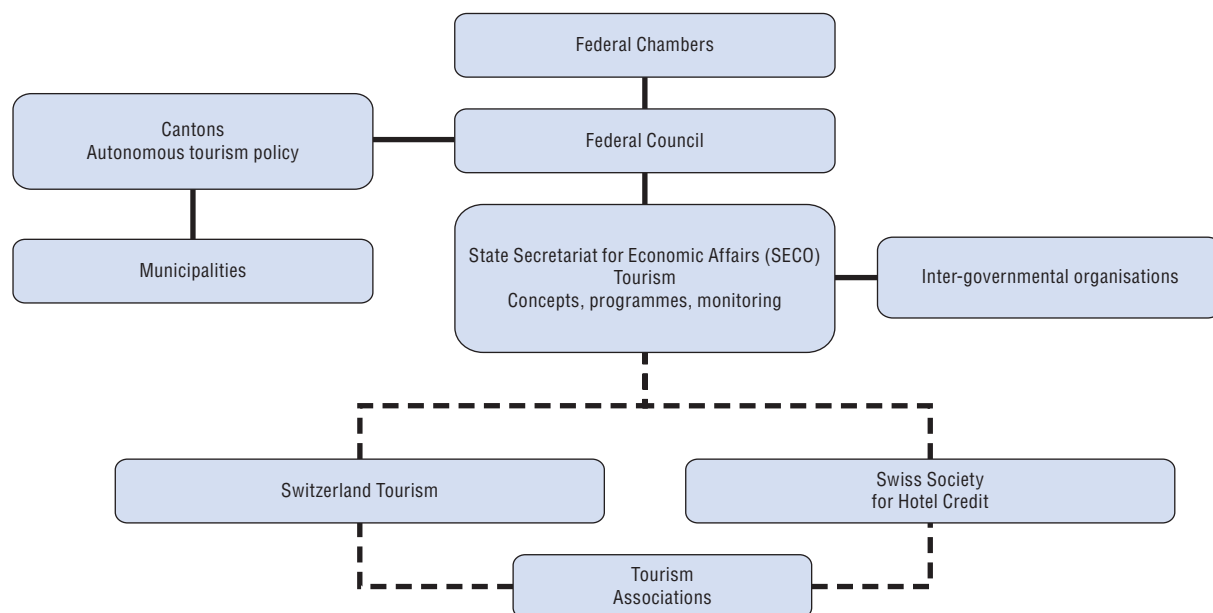 Federal Chambers
Cantons
Autonomous tourism policy
Federal Council
Municipalities
State Secretariat for Economic Affairs (SECO)
Tourism
Concepts, programmes, monitoring
Inter-governmental organisations
Switzerland Tourism
Swiss Society
for Hotel Credit
Tourism
Associations